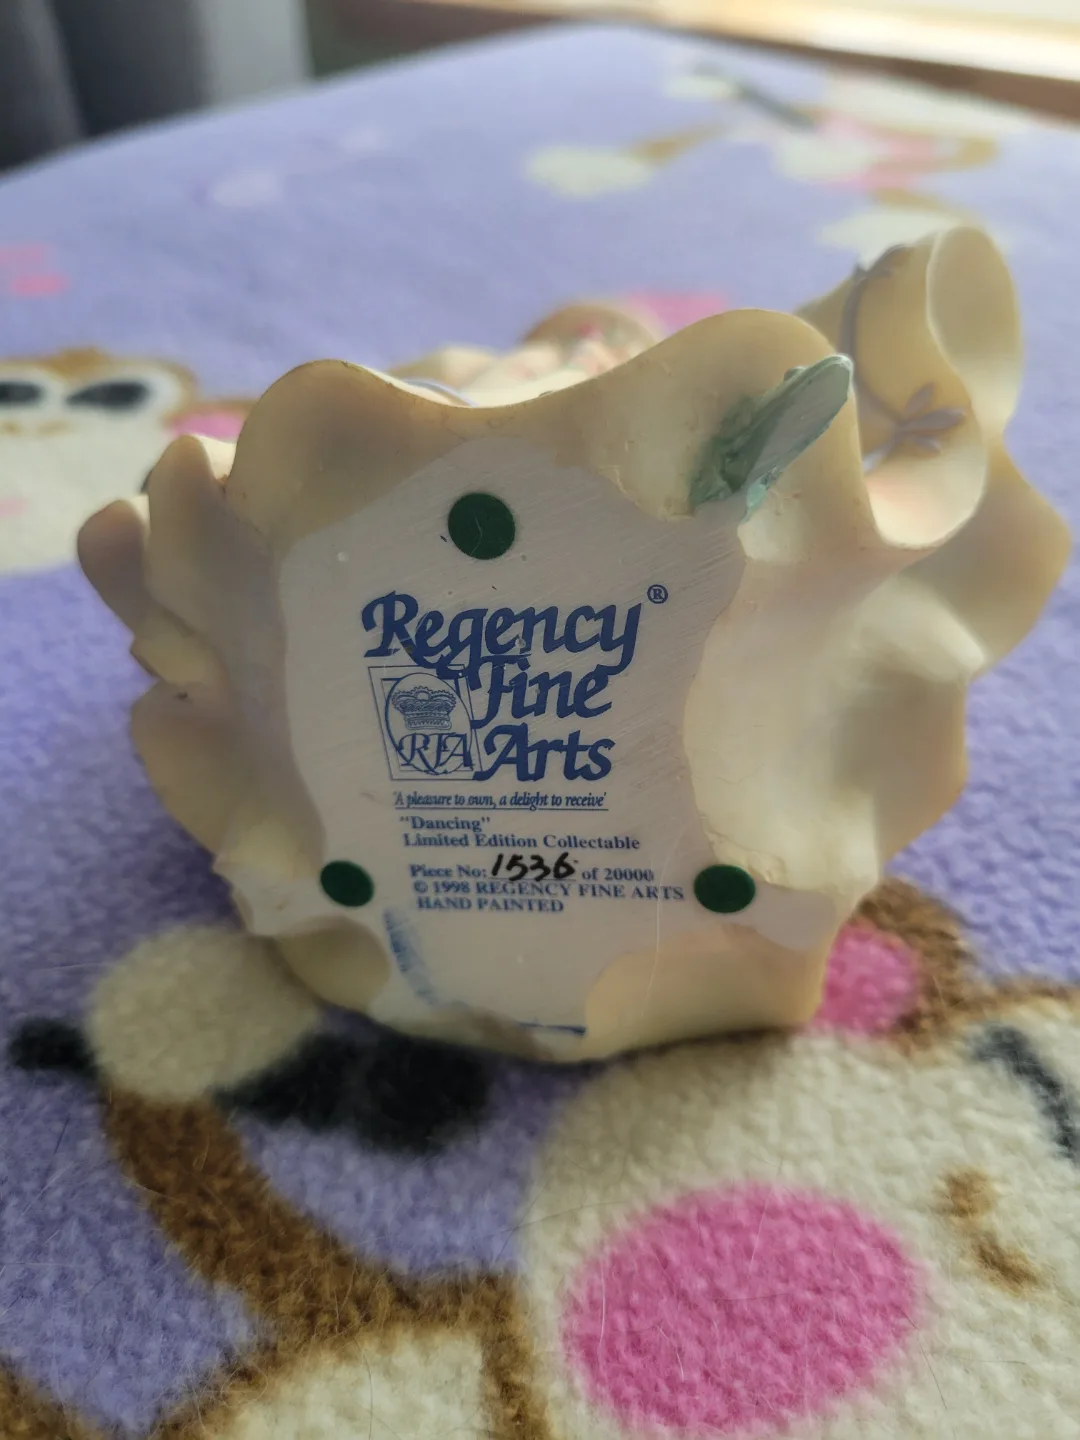 Regency®
Fine
RFA Arts
'A pleasure to own, a delight to receive'
"Dancing"
Limited Edition Collectable
Piece No: 1536 of 20000
© 1998 REGENCY FINE ARTS
HAND PAINTED